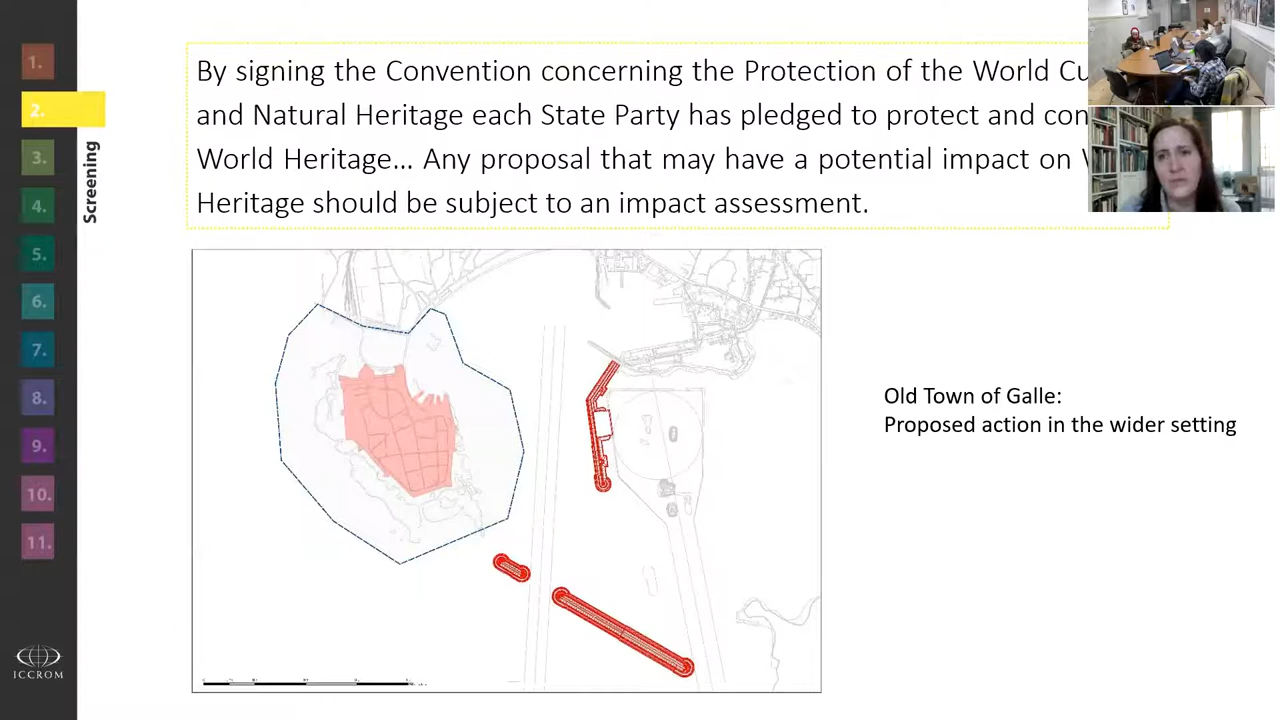 1.
2.
3.
4.
5.
6.
7.
8.
9.
10.
11.
Screening
ICCROM
By signing the Convention concerning the Protection of the World Cu
and Natural Heritage each State Party has pledged to protect and con
World Heritage... Any proposal that may have a potential impact on
Heritage should be subject to an impact assessment.
Old Town of Galle:
Proposed action in the wider setting